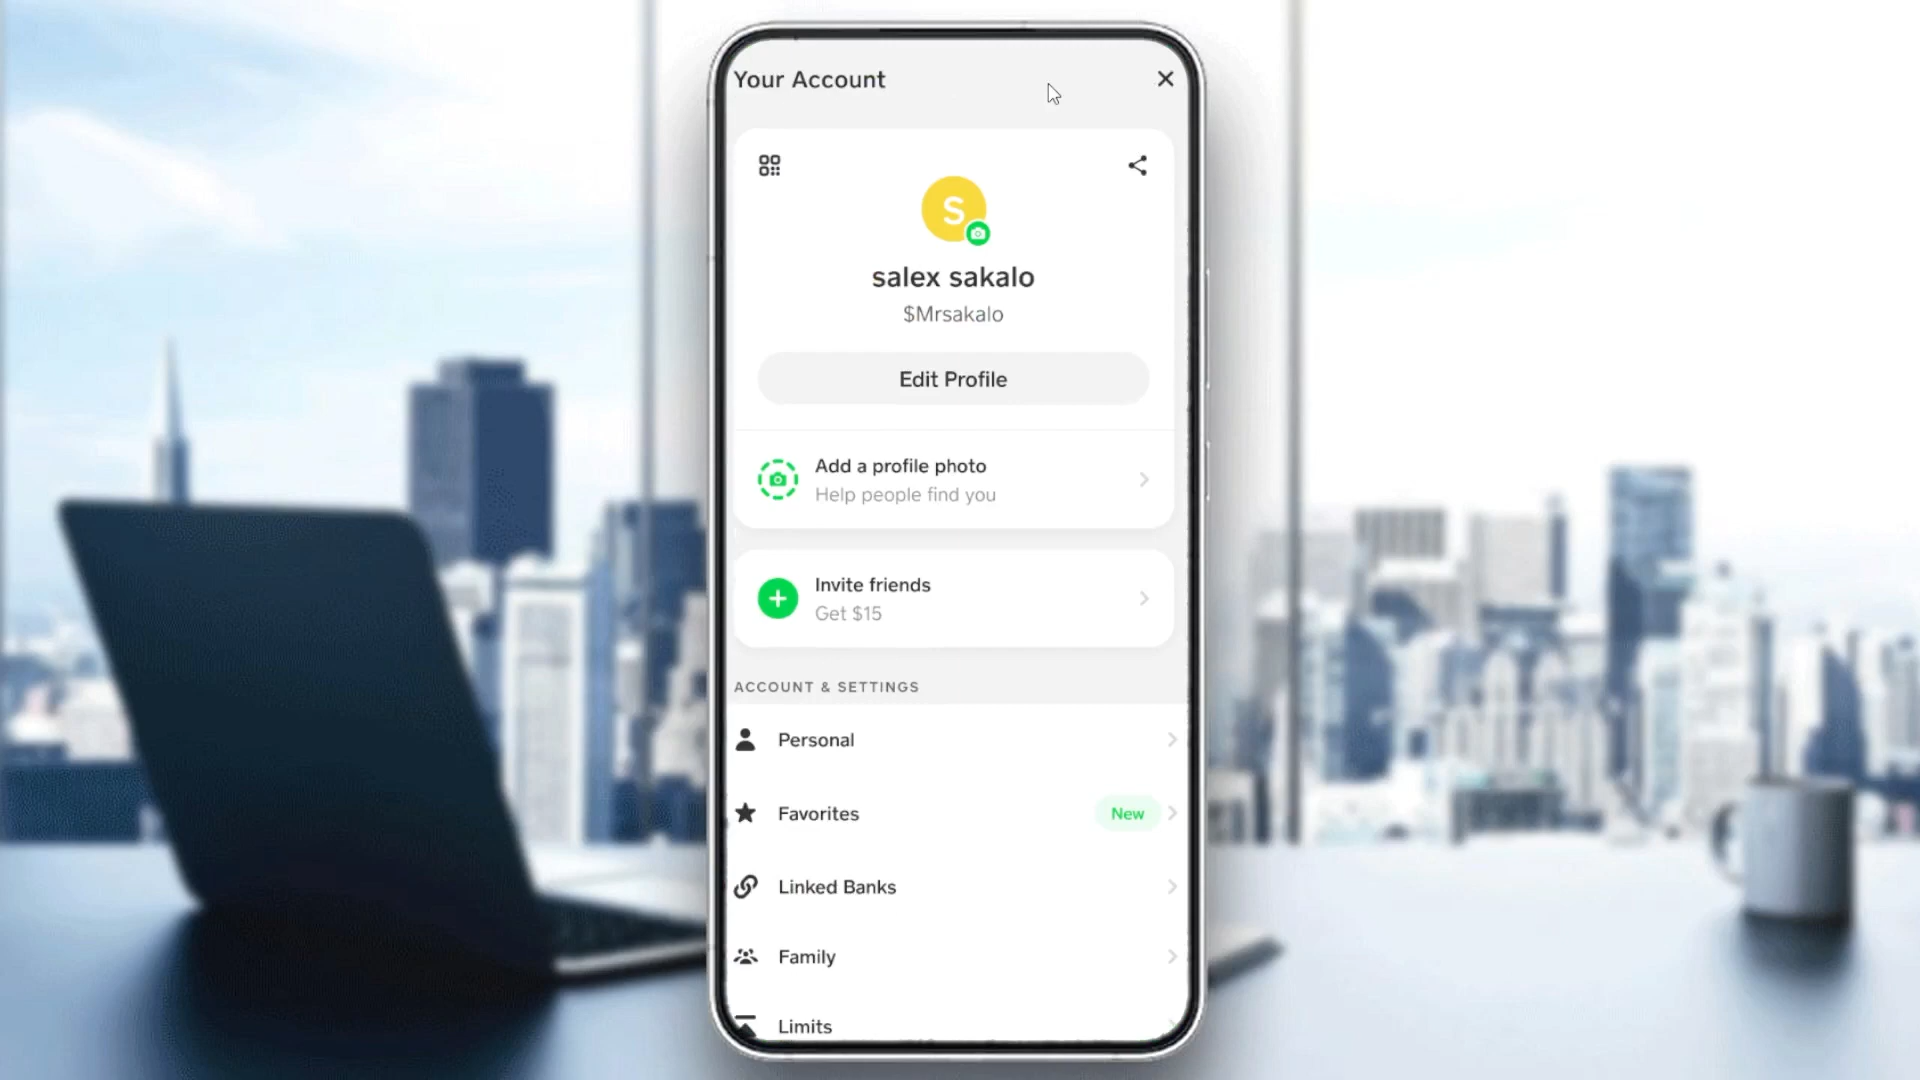 Your Account
S
salex sakalo
$Mrsakalo
Edit Profile
Add a profile photo
Help people find you
Invite friends
Get $15
ACCOUNT & SETTINGS
Personal
Favorites
New
Linked Banks
Family
Limits